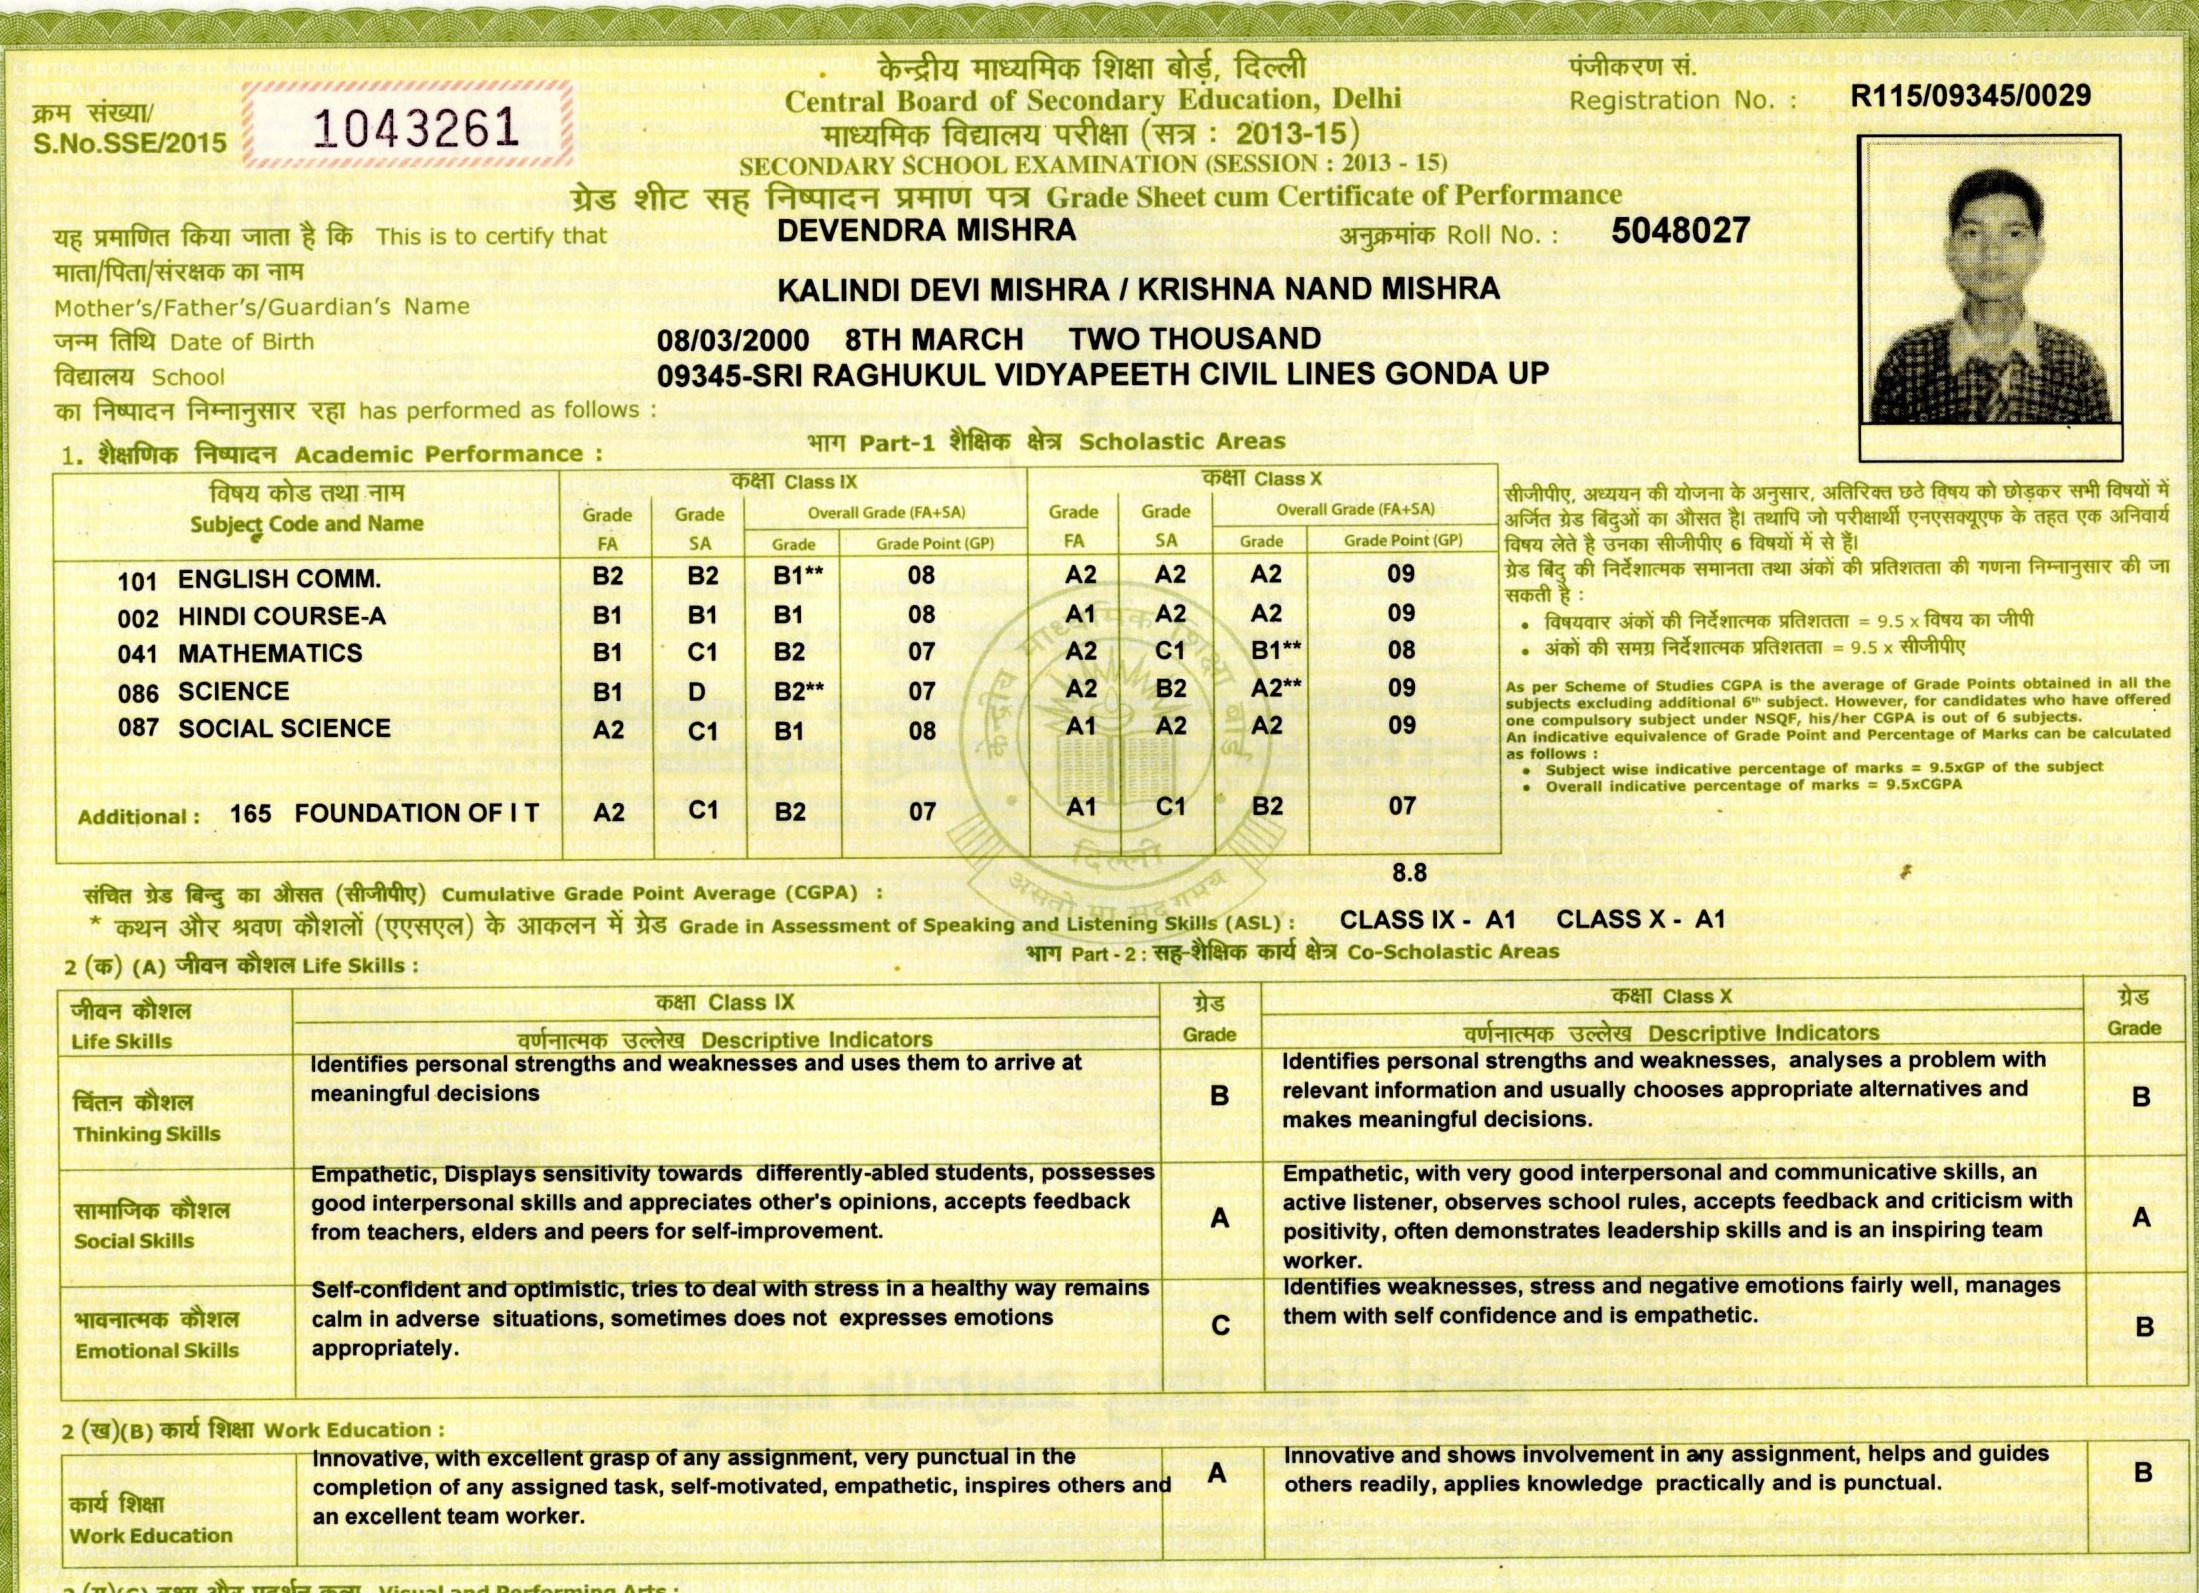 केन्द्रीय माध्यमिक शिक्षा बोर्ड, दिल्ली
Central Board of Secondary Education, Delhi
माध्यमिक विद्यालय परीक्षा (सत्र : 2013-15)
SECONDARY SCHOOL EXAMINATION (SESSION : 2013 - 15)
ग्रेड शीट सह निष्पादन प्रमाण पत्र Grade Sheet cum Certificate of Performance
क्रम संख्या/
S.No.SSE/2015 1043261
पंजीकरण सं.
Registration No. : R115/09345/0029
यह प्रमाणित किया जाता है कि This is to certify that DEVENDRA MISHRA अनुक्रमांक Roll No. : 5048027
माता/पिता/संरक्षक का नाम
Mother's/Father's/Guardian's Name KALINDI DEVI MISHRA / KRISHNA NAND MISHRA
जन्म तिथि Date of Birth 08/03/2000 8TH MARCH TWO THOUSAND
विद्यालय School 09345-SRI RAGHUKUL VIDYAPEETH CIVIL LINES GONDA UP
का निष्पादन निम्नानुसार रहा has performed as follows :
भाग Part-1 शैक्षिक क्षेत्र Scholastic Areas
1. शैक्षणिक निष्पादन Academic Performance :
विषय कोड तथा नाम
Subject Code and Name
कक्षा Class IX कक्षा Class X
Grade Grade Overall Grade (FA+SA) Grade Grade Overall Grade (FA+SA)
FA SA Grade Grade Point (GP) FA SA Grade Grade Point (GP)
101 ENGLISH COMM. B2 B2 B1** 08 A2 A2 A2 09
002 HINDI COURSE-A B1 B1 B1 08 A1 A2 A2 09
041 MATHEMATICS B1 C1 B2 07 A2 C1 B1** 08
086 SCIENCE B1 D B2** 07 A2 B2 A2** 09
087 SOCIAL SCIENCE A2 C1 B1 08 A1 A2 A2 09
Additional : 165 FOUNDATION OF I T A2 C1 B2 07 A1 C1 B2 07
सीजीपीए, अध्ययन की योजना के अनुसार, अतिरिक्त छठे विषय को छोड़कर सभी विषयों में
अर्जित ग्रेड बिंदुओं का औसत है। तथापि जो परीक्षार्थी एनएसक्यूएफ के तहत एक अनिवार्य
विषय लेते है उनका सीजीपीए 6 विषयों में से हैं।
ग्रेड बिंदु की निर्देशात्मक समानता तथा अंकों की प्रतिशतता की गणना निम्नानुसार की जा
सकती है :
• विषयवार अंकों की निर्देशात्मक प्रतिशतता = 9.5 x विषय का जीपी
• अंकों की समग्र निर्देशात्मक प्रतिशतता = 9.5 x सीजीपीए
As per Scheme of Studies CGPA is the average of Grade Points obtained in all the
subjects excluding additional 6th subject. However, for candidates who have offered
one compulsory subject under NSQF, his/her CGPA is out of 6 subjects.
An indicative equivalence of Grade Point and Percentage of Marks can be calculated
as follows :
• Subject wise indicative percentage of marks = 9.5xGP of the subject
• Overall indicative percentage of marks = 9.5xCGPA
संचित ग्रेड बिन्दु का औसत (सीजीपीए) Cumulative Grade Point Average (CGPA) : 8.8
* कथन और श्रवण कौशलों (एएसएल) के आकलन में ग्रेड Grade in Assessment of Speaking and Listening Skills (ASL) : CLASS IX - A1 CLASS X - A1
भाग Part - 2 : सह-शैक्षिक कार्य क्षेत्र Co-Scholastic Areas
2 (क) (A) जीवन कौशल Life Skills :
जीवन कौशल
Life Skills
कक्षा Class IX ग्रेड कक्षा Class X ग्रेड
वर्णनात्मक उल्लेख Descriptive Indicators Grade वर्णनात्मक उल्लेख Descriptive Indicators Grade
चिंतन कौशल
Thinking Skills
Identifies personal strengths and weaknesses and uses them to arrive at
meaningful decisions
B
Identifies personal strengths and weaknesses, analyses a problem with
relevant information and usually chooses appropriate alternatives and
makes meaningful decisions.
B
सामाजिक कौशल
Social Skills
Empathetic, Displays sensitivity towards differently-abled students, possesses
good interpersonal skills and appreciates other's opinions, accepts feedback
from teachers, elders and peers for self-improvement.
A
Empathetic, with very good interpersonal and communicative skills, an
active listener, observes school rules, accepts feedback and criticism with
positivity, often demonstrates leadership skills and is an inspiring team
worker.
A
भावनात्मक कौशल
Emotional Skills
Self-confident and optimistic, tries to deal with stress in a healthy way remains
calm in adverse situations, sometimes does not expresses emotions
appropriately.
C
Identifies weaknesses, stress and negative emotions fairly well, manages
them with self confidence and is empathetic.
B
2 (ख)(B) कार्य शिक्षा Work Education :
कार्य शिक्षा
Work Education
Innovative, with excellent grasp of any assignment, very punctual in the
completion of any assigned task, self-motivated, empathetic, inspires others and
an excellent team worker.
A
Innovative and shows involvement in any assignment, helps and guides
others readily, applies knowledge practically and is punctual.
B
Visual and Performing Arts :